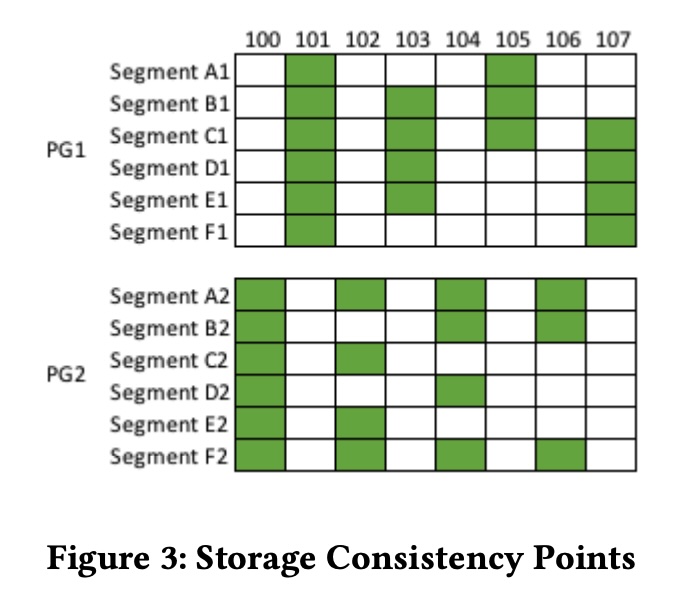 100 101 102 103 104 105 106 107
Segment A1
Segment B1
PG1
Segment C1
Segment D1
Segment E1
Segment F1
Segment A2
Segment B2
PG2
Segment C2
Segment D2
Segment E2
Segment F2
Figure 3: Storage Consistency Points